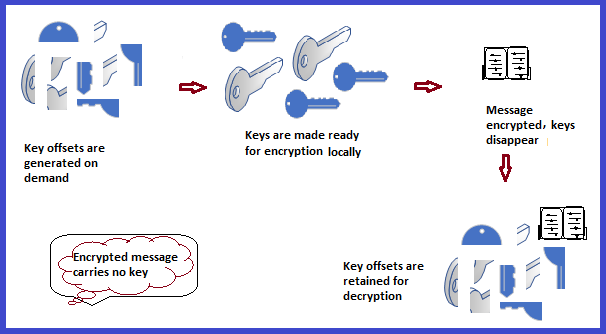 Key offsets are
generated on
demand
Keys are made ready
for encryption locally
Message
encrypted, keys
disappear
Key offsets are
retained for
decryption
Encrypted message
carries no key